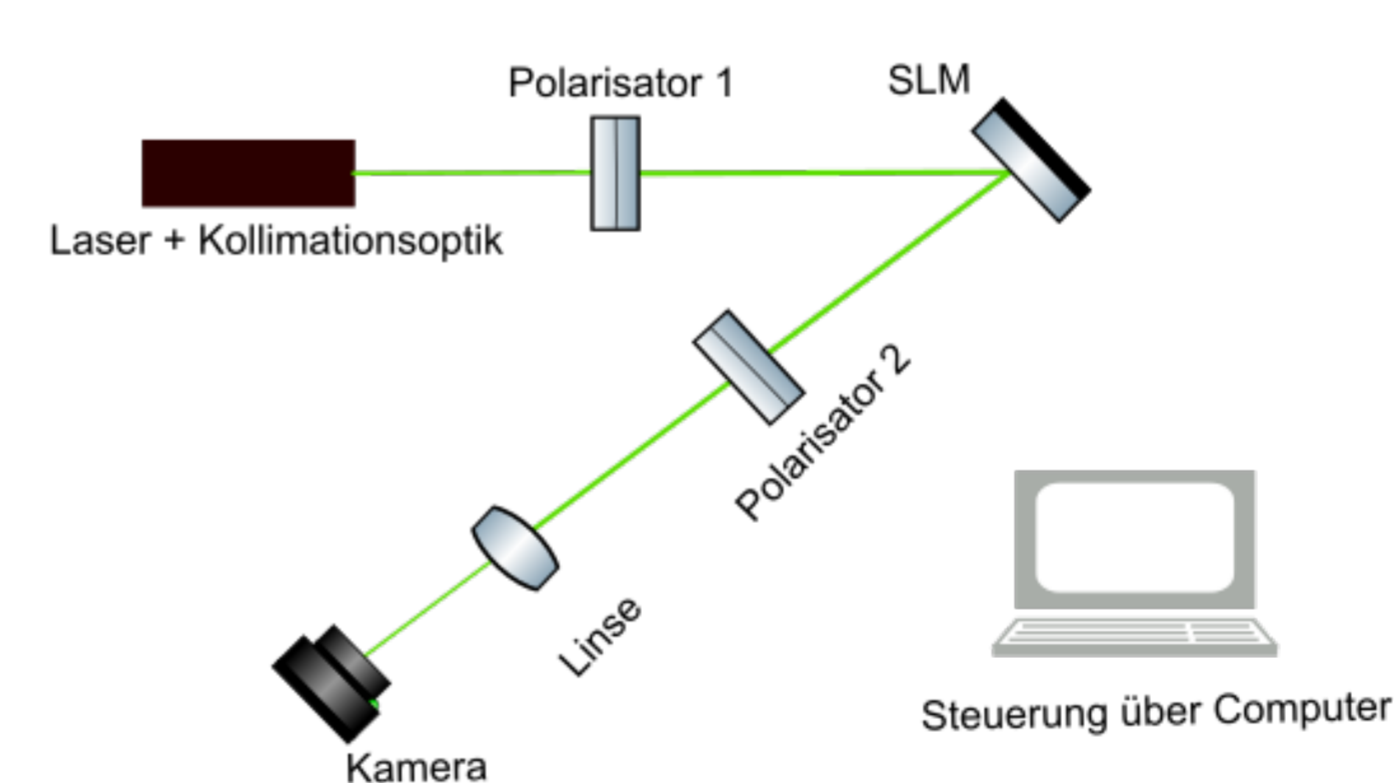 Polarisator 1
SLM
Laser + Kollimationsoptik
Polarisator 2
Linse
Steuerung über Computer
Kamera